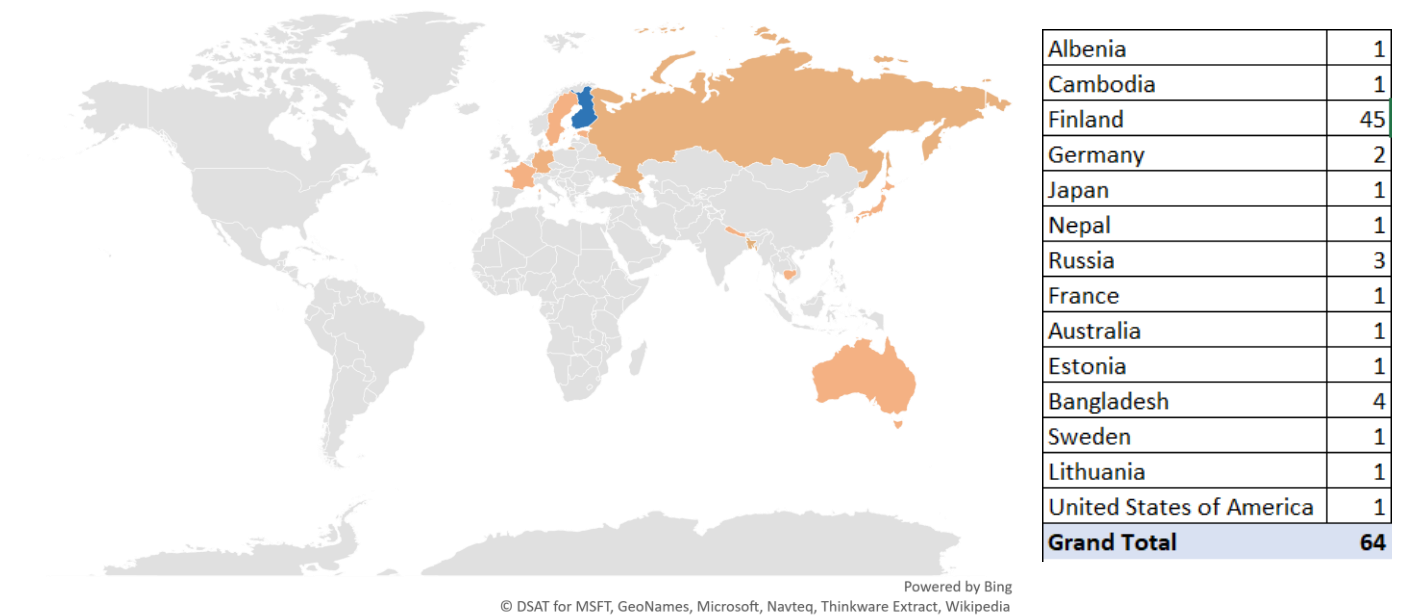 Albenia 1
Cambodia 1
Finland 45
Germany 2
Japan 1
Nepal 1
Russia 3
France 1
Australia 1
Estonia 1
Bangladesh 4
Sweden 1
Lithuania 1
United States of America 1
Grand Total 64
Powered by Bing
© DSAT for MSFT, GeoNames, Microsoft, Navteq, Thinkware Extract, Wikipedia